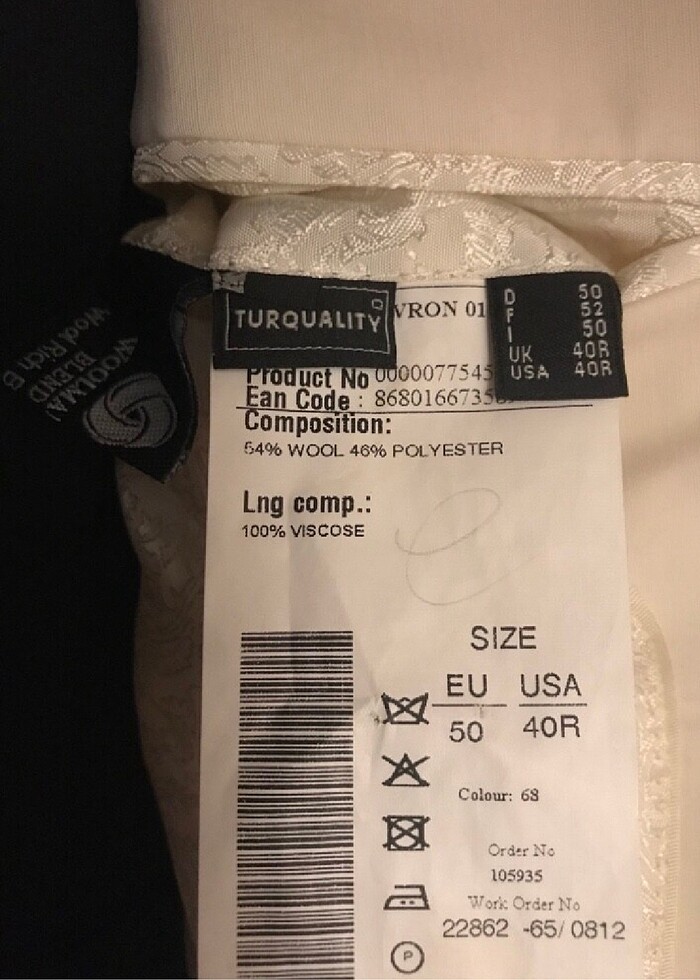 TURQUALITY
VRON 01
D 50
F 52
I 50
UK 40R
USA 40R
WOOLMA
BLEND
Wool Rich B
Product No 0000077545
Ean Code : 868016673
Composition:
54% WOOL 46% POLYESTER
Lng comp.:
100% VISCOSE
SIZE
EU USA
50 40R
Colour: 68
Order No
105935
Work Order No
22862 -65/ 0812
P